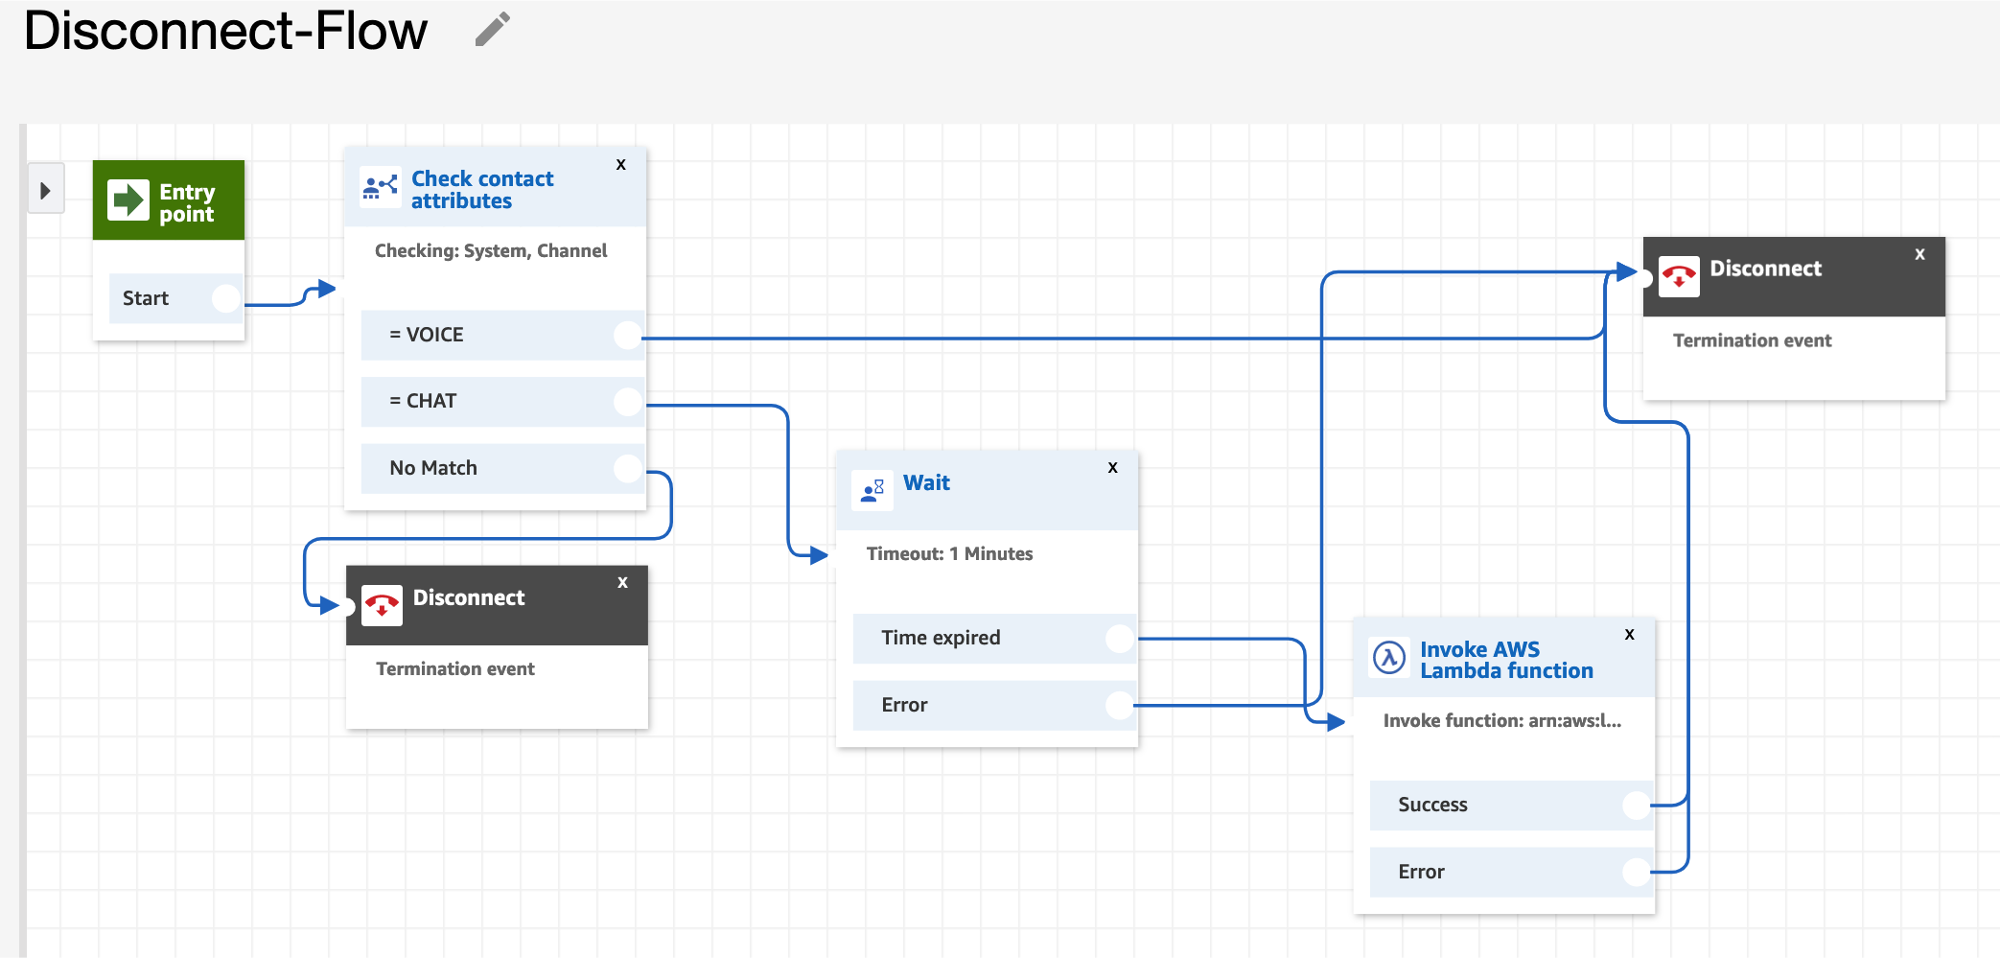 Disconnect-Flow
Entry
point
Start
Check contact
attributes
x
Checking: System, Channel
= VOICE
= CHAT
No Match
Disconnect
x
Termination event
Wait
x
Timeout: 1 Minutes
Time expired
Error
Invoke AWS
Lambda function
x
Invoke function: arn:aws:l...
Success
Error
Disconnect
x
Termination event